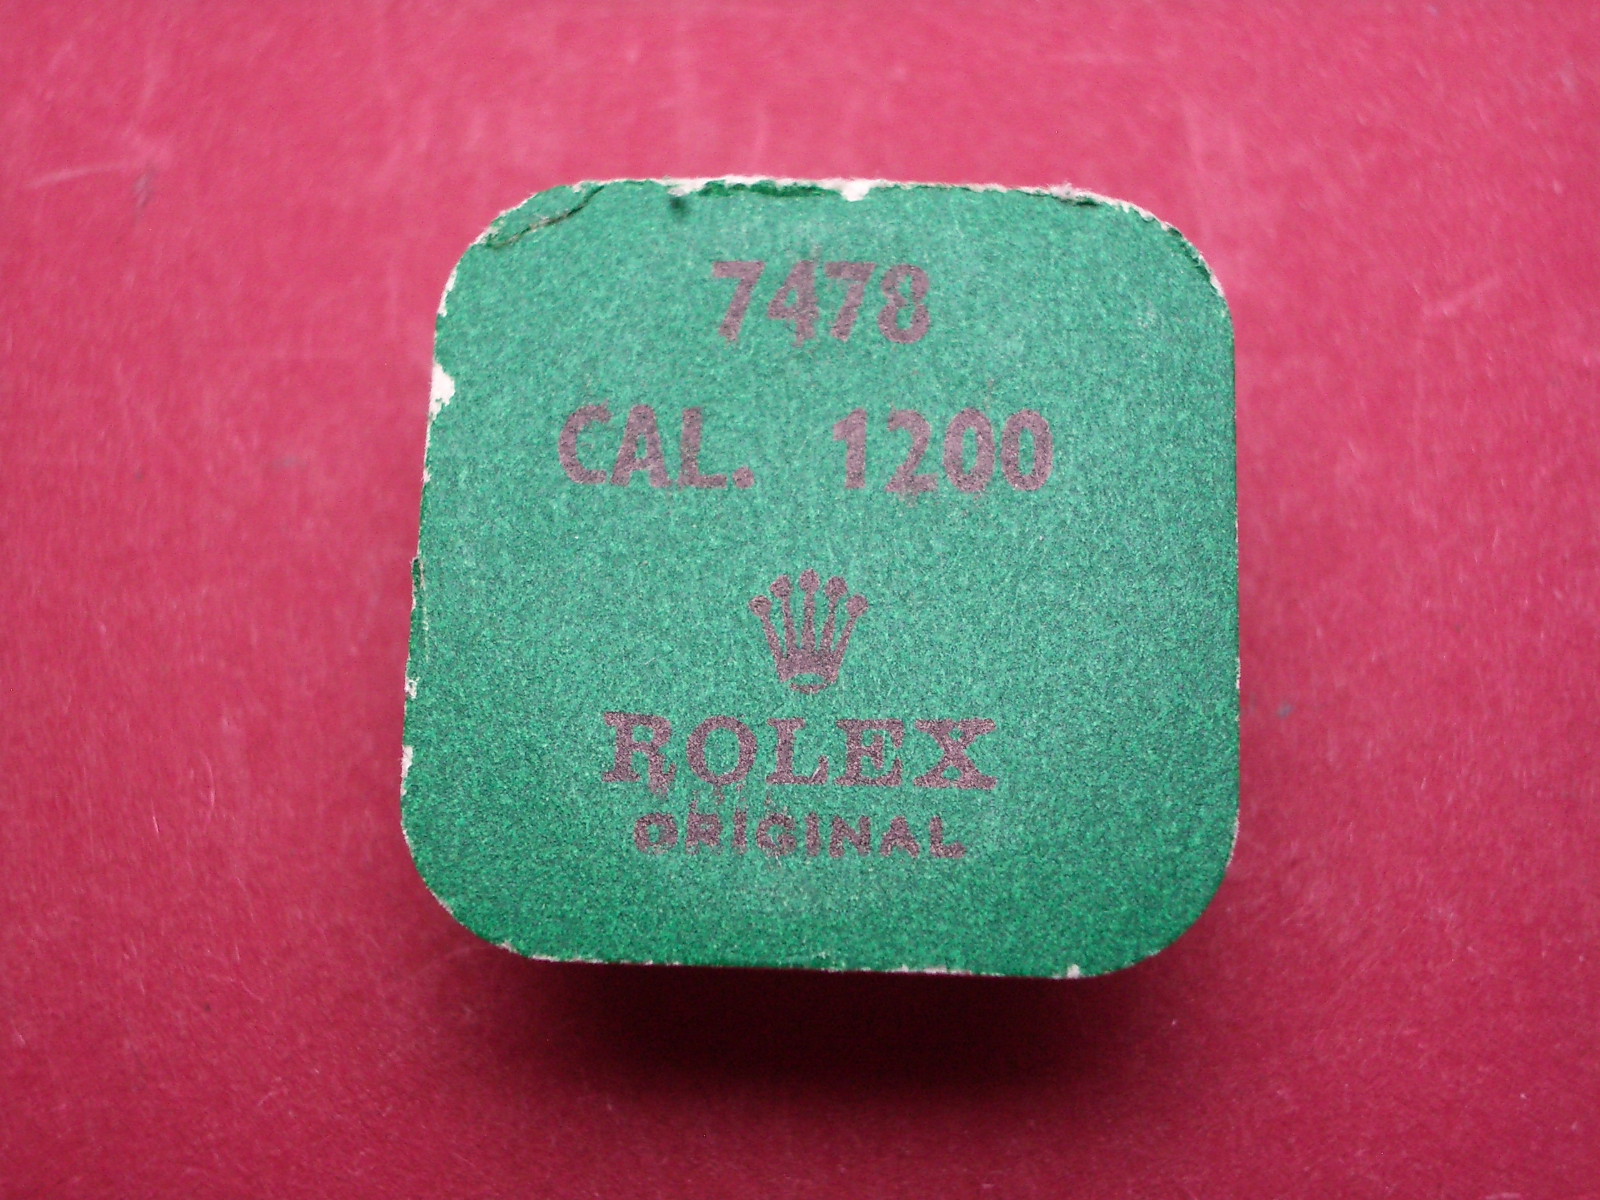 7478
CAL. 1200
ROLEX
ORIGINAL